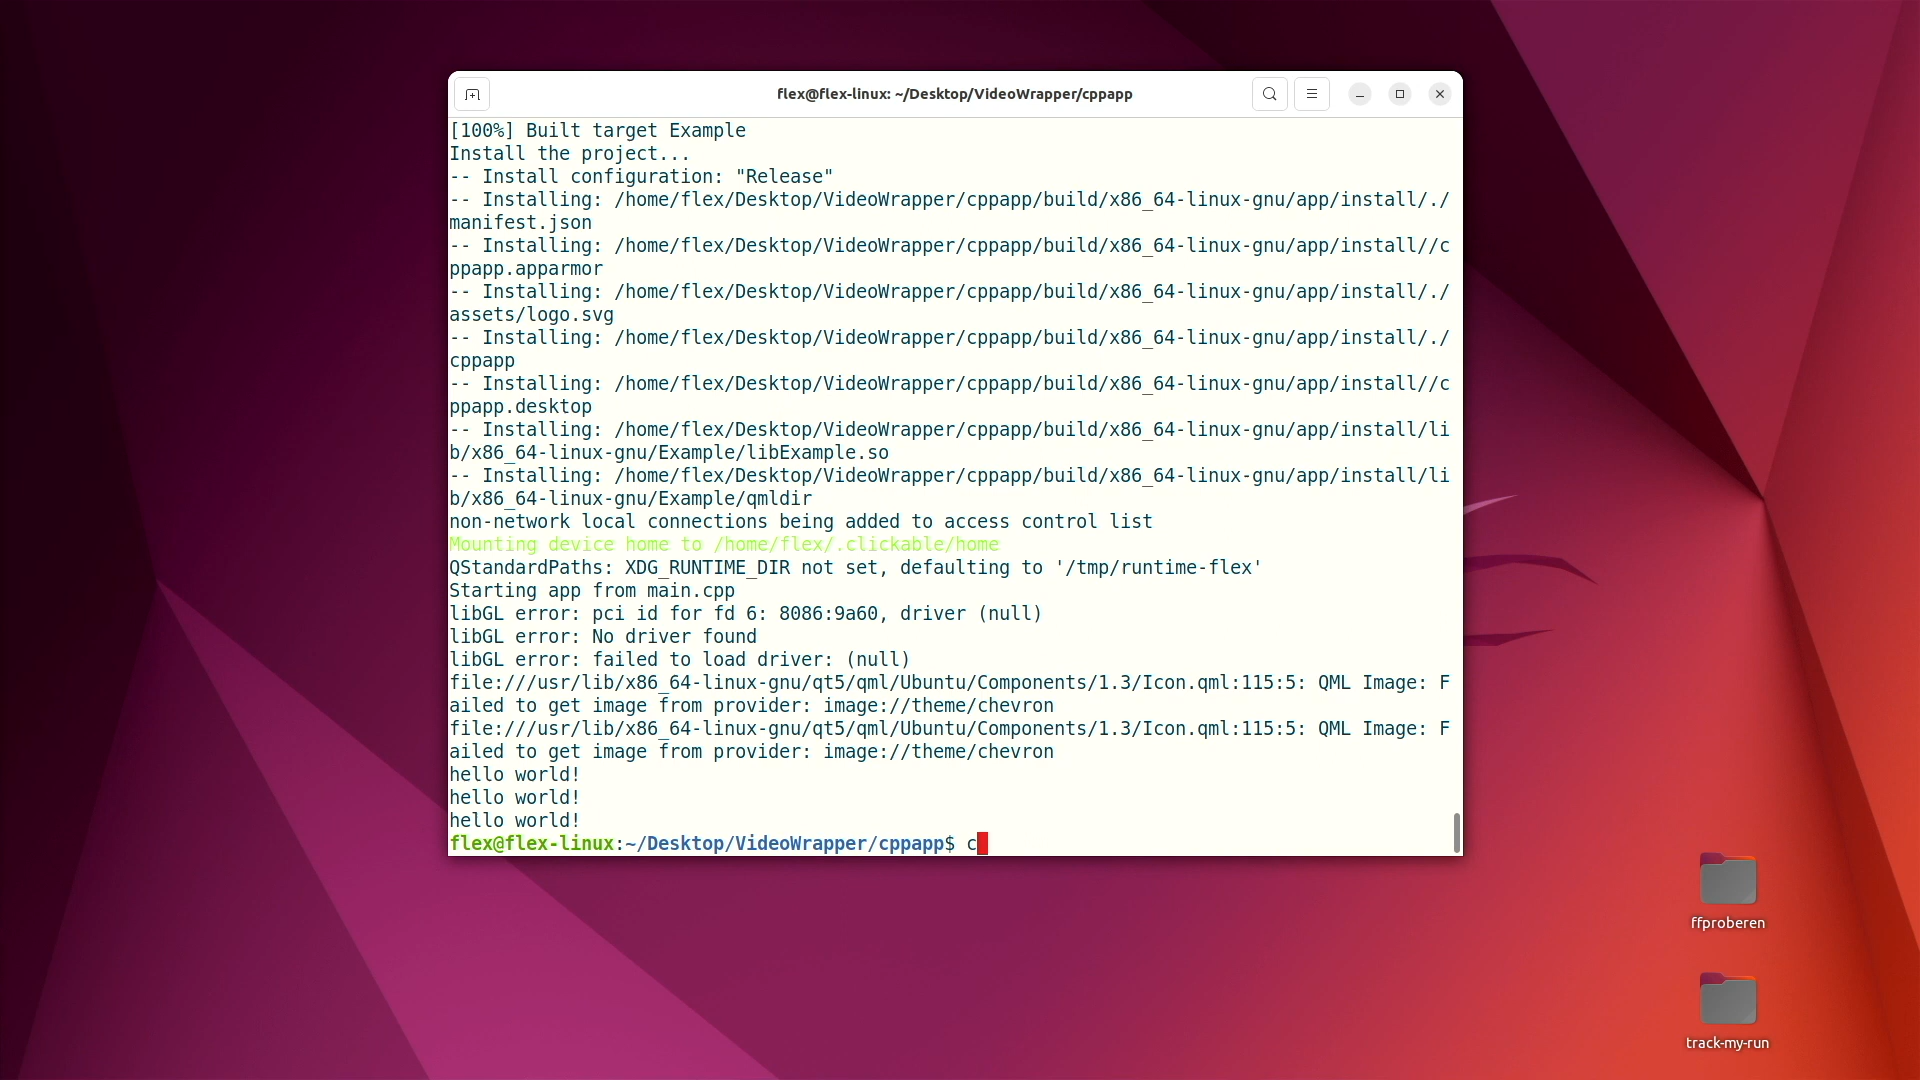 flex@flex-linux: ~/Desktop/VideoWrapper/cppapp
[100%] Built target Example
Install the project...
-- Install configuration: "Release"
-- Installing: /home/flex/Desktop/VideoWrapper/cppapp/build/x86_64-linux-gnu/app/install/./
manifest.json
-- Installing: /home/flex/Desktop/VideoWrapper/cppapp/build/x86_64-linux-gnu/app/install//c
ppapp.apparmor
-- Installing: /home/flex/Desktop/VideoWrapper/cppapp/build/x86_64-linux-gnu/app/install/./
assets/logo.svg
-- Installing: /home/flex/Desktop/VideoWrapper/cppapp/build/x86_64-linux-gnu/app/install/./
cppapp
-- Installing: /home/flex/Desktop/VideoWrapper/cppapp/build/x86_64-linux-gnu/app/install//c
ppapp.desktop
-- Installing: /home/flex/Desktop/VideoWrapper/cppapp/build/x86_64-linux-gnu/app/install/li
b/x86_64-linux-gnu/Example/libExample.so
-- Installing: /home/flex/Desktop/VideoWrapper/cppapp/build/x86_64-linux-gnu/app/install/li
b/x86_64-linux-gnu/Example/qmldir
non-network local connections being added to access control list
Mounting device home to /home/flex/.clickable/home
QStandardPaths: XDG_RUNTIME_DIR not set, defaulting to '/tmp/runtime-flex'
Starting app from main.cpp
libGL error: pci id for fd 6: 8086:9a60, driver (null)
libGL error: No driver found
libGL error: failed to load driver: (null)
file:///usr/lib/x86_64-linux-gnu/qt5/qml/Ubuntu/Components/1.3/Icon.qml:115:5: QML Image: F
ailed to get image from provider: image://theme/chevron
file:///usr/lib/x86_64-linux-gnu/qt5/qml/Ubuntu/Components/1.3/Icon.qml:115:5: QML Image: F
ailed to get image from provider: image://theme/chevron
hello world!
hello world!
hello world!
flex@flex-linux:~/Desktop/VideoWrapper/cppapp$ c
ffproberen
track-my-run